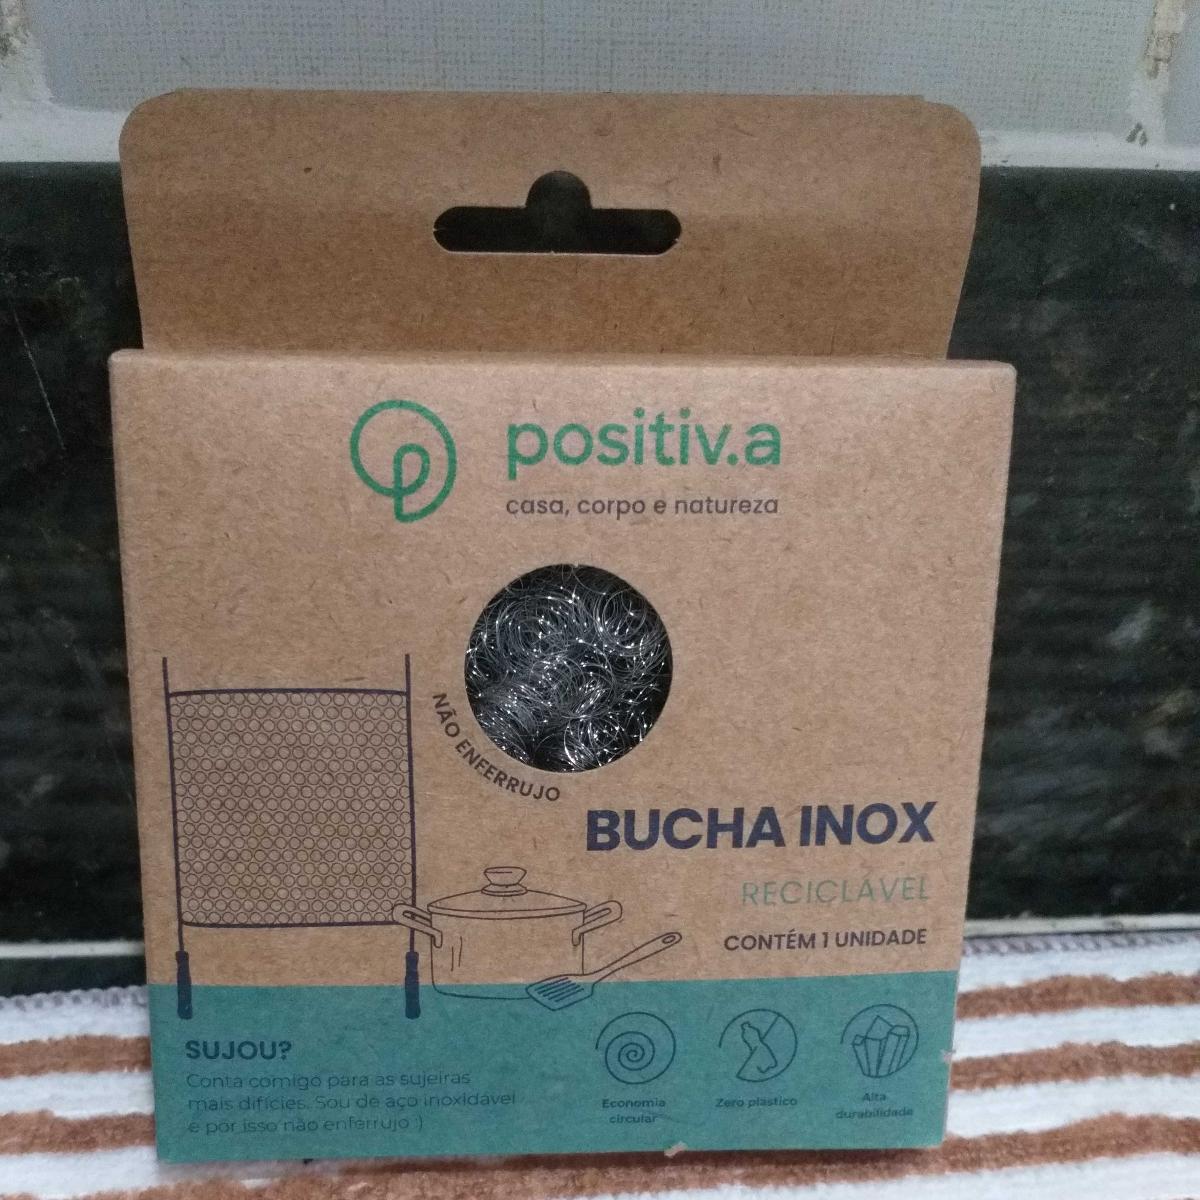 positiv.a
casa, corpo e natureza
NÃO ENFERRUJO
BUCHA INOX
RECICLÁVEL
CONTÉM 1 UNIDADE
SUJOU?
Conta comigo para as sujeiras
mais difíceis. Sou de aço inoxidável
e por isso não enferrujo :)
Economia
circular
Zero plástico
Alta
durabilidade